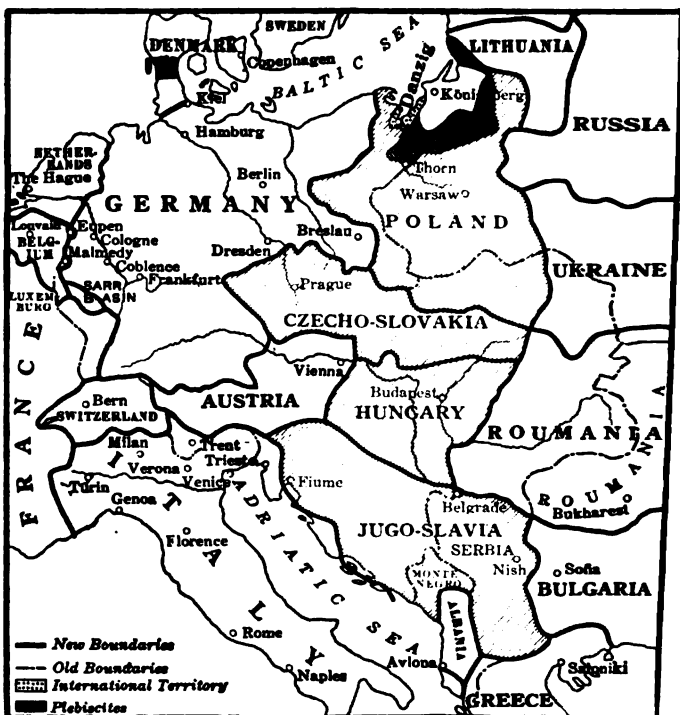 SWEDEN
DENMARK
Copenhagen
BALTIC SEA
LITHUANIA
Kiel
Danzig
Königsberg
Hamburg
RUSSIA
NETHER-
LANDS
The Hague
Berlin
Thorn
Warsaw
GERMANY
POLAND
Louvain
Eupen
BELG-
IUM
Cologne
Breslau
Malmedy
Dresden
Coblence
Frankfurt
UKRAINE
SARR
BASIN
LUXEM-
BURG
Prague
CZECHO-SLOVAKIA
FRANCE
Vienna
Bern
SWITZERLAND
AUSTRIA
Budapest
HUNGARY
ROUMANIA
ROUMANIA
Milan
Trent
Verona
Trieste
Turin
Venice
Fiume
Genoa
Belgrade
Bukharest
ADRIATIC SEA
JUGO-SLAVIA
Florence
SERBIA
Nish
Sofia
MONTE
NEGRO
BULGARIA
ITALY
ALBANIA
Rome
Avlona
Saloniki
Naples
GREECE
New Boundaries
Old Boundaries
International Territory
Plebiscites